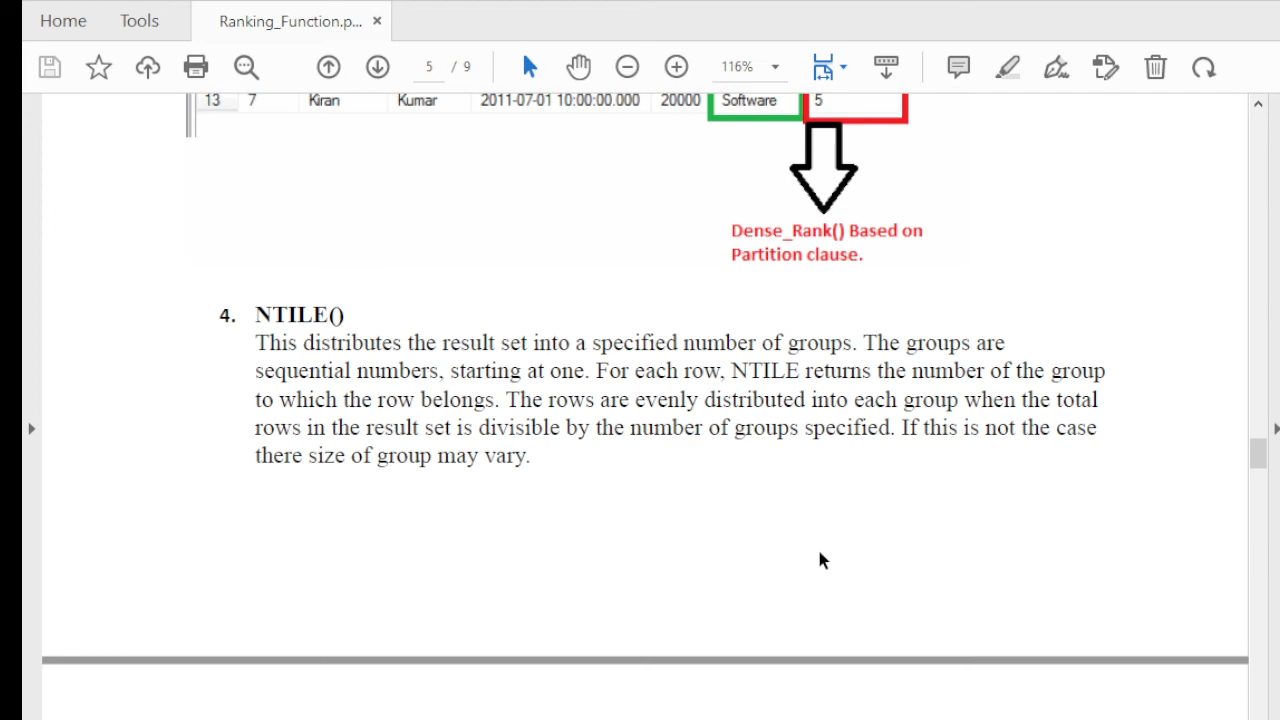 Home Tools Ranking_Function.p... ×
5 / 9 116%
13 7 Kiran Kumar 2011-07-01 10:00:00.000 20000 Software 5
Dense_Rank() Based on
Partition clause.
4. NTILE()
This distributes the result set into a specified number of groups. The groups are
sequential numbers, starting at one. For each row, NTILE returns the number of the group
to which the row belongs. The rows are evenly distributed into each group when the total
rows in the result set is divisible by the number of groups specified. If this is not the case
there size of group may vary.